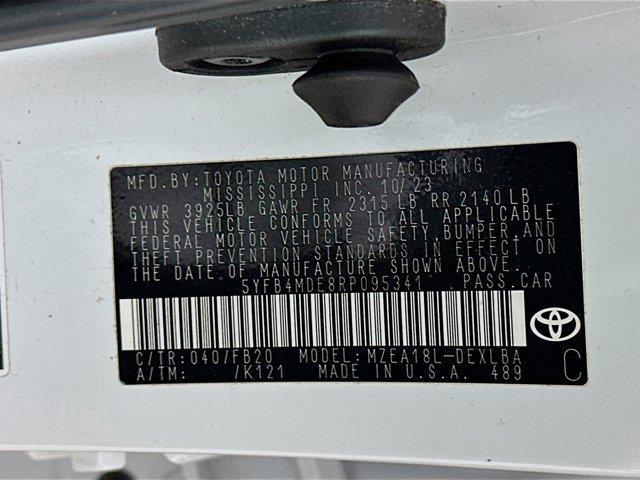 MFD.BY: TOYOTA MOTOR MANUFACTURING
MISSISSIPPI INC. 10/23
GVWR 3925LB GAWR FR 2315 LB RR 2140 LB
THIS VEHICLE CONFORMS TO ALL APPLICABLE
FEDERAL MOTOR VEHICLE SAFETY, BUMPER, AND
THEFT PREVENTION STANDARDS IN EFFECT ON
THE DATE OF MANUFACTURE SHOWN ABOVE.
5YFB4MDE8RP095341 PASS.CAR
C/TR: 040/FB20 MODEL: MZEA18L-DEXLBA
A/TM: /K121 MADE IN U.S.A. 489 C